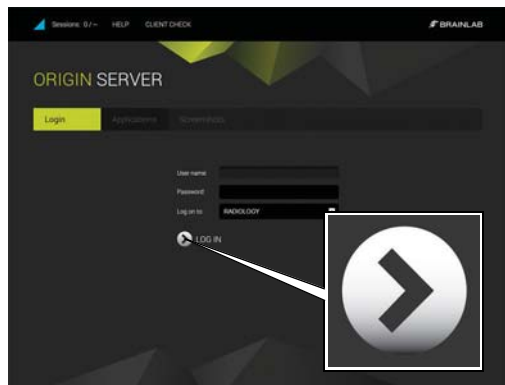 Sessions: 0/-- HELP CLIENT CHECK BRAINLAB
ORIGIN SERVER
Login Applications Screenshots
User name
Password
Log on to RADIOLOGY
LOG IN